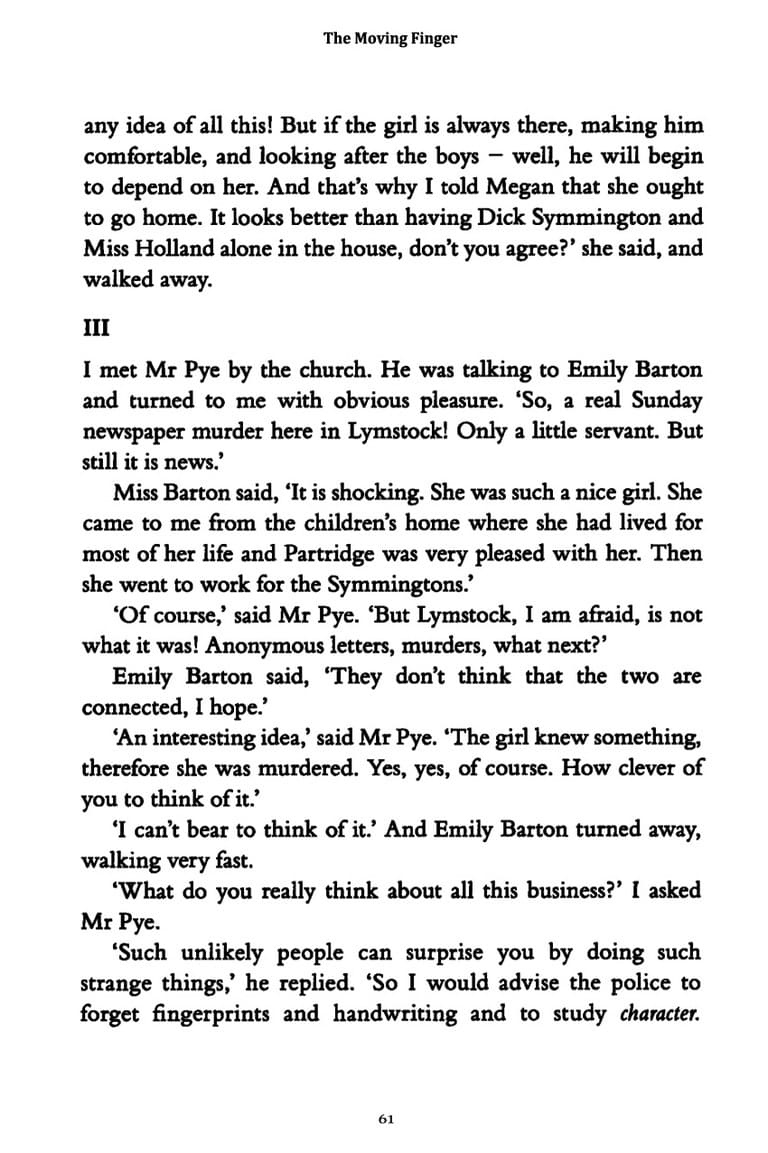 The Moving Finger
any idea of all this! But if the girl is always there, making him
comfortable, and looking after the boys – well, he will begin
to depend on her. And that’s why I told Megan that she ought
to go home. It looks better than having Dick Symmington and
Miss Holland alone in the house, don’t you agree?’ she said, and
walked away.
III
I met Mr Pye by the church. He was talking to Emily Barton
and turned to me with obvious pleasure. ‘So, a real Sunday
newspaper murder here in Lymstock! Only a little servant. But
still it is news.’
Miss Barton said, ‘It is shocking. She was such a nice girl. She
came to me from the children’s home where she had lived for
most of her life and Partridge was very pleased with her. Then
she went to work for the Symmingtons.’
‘Of course,’ said Mr Pye. ‘But Lymstock, I am afraid, is not
what it was! Anonymous letters, murders, what next?’
Emily Barton said, ‘They don’t think that the two are
connected, I hope.’
‘An interesting idea,’ said Mr Pye. ‘The girl knew something,
therefore she was murdered. Yes, yes, of course. How clever of
you to think of it.’
‘I can’t bear to think of it.’ And Emily Barton turned away,
walking very fast.
‘What do you really think about all this business?’ I asked
Mr Pye.
‘Such unlikely people can surprise you by doing such
strange things,’ he replied. ‘So I would advise the police to
forget fingerprints and handwriting and to study character.
61